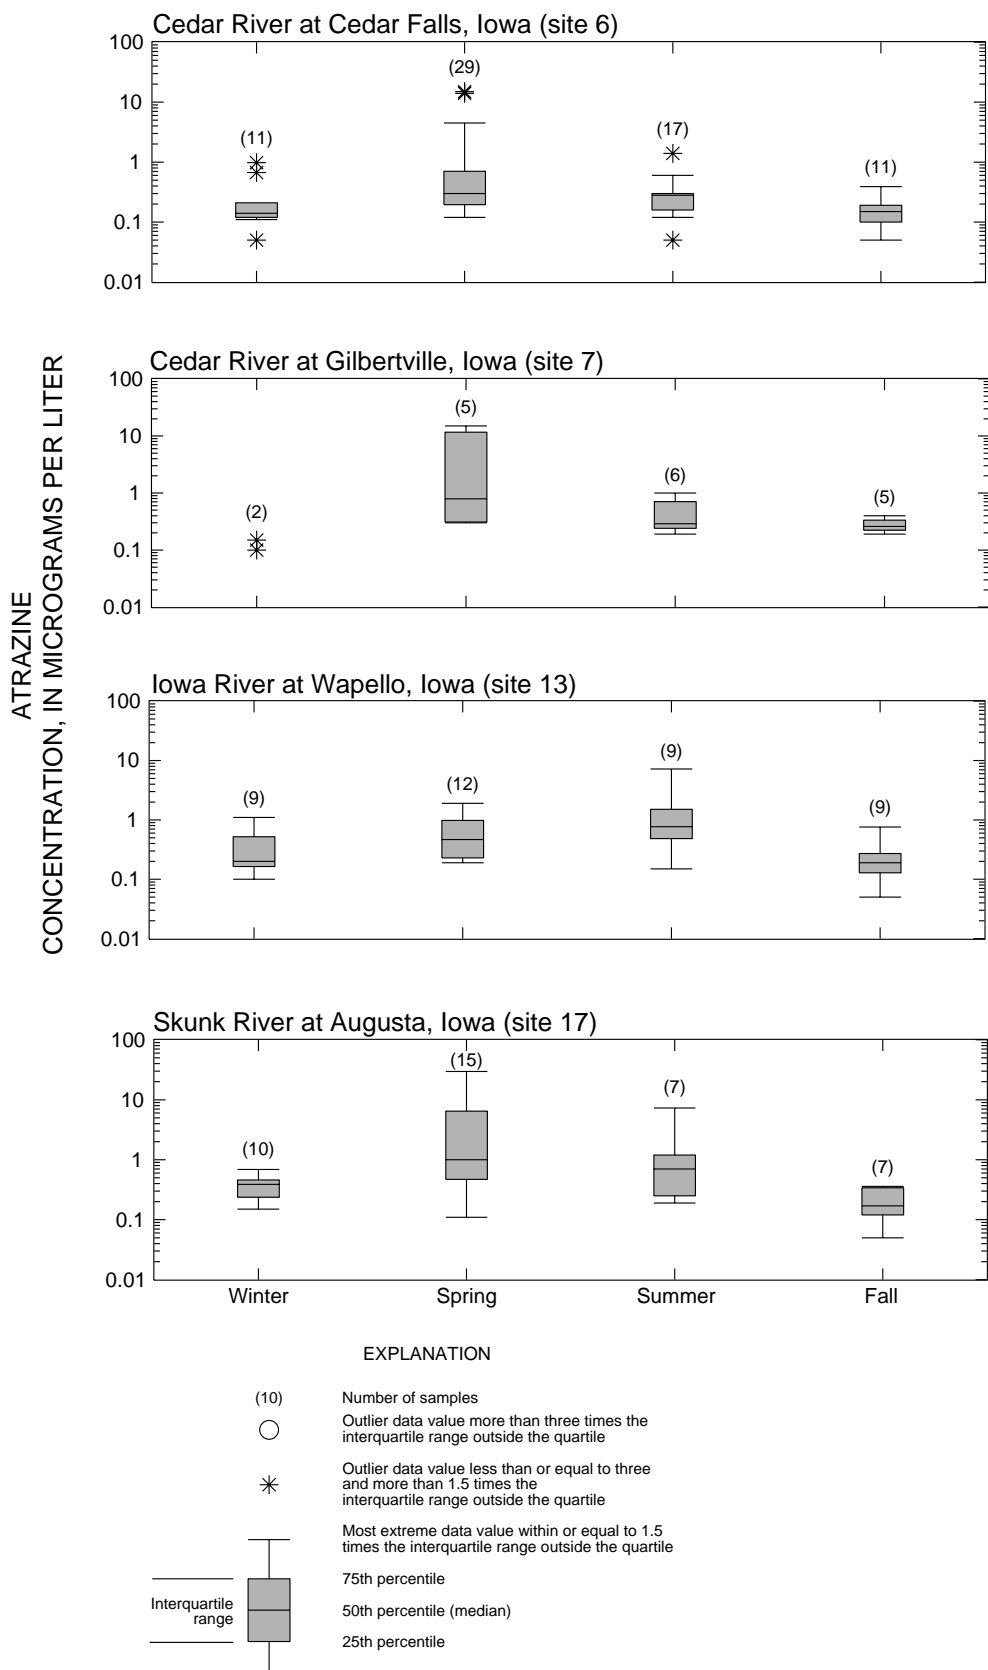 Cedar River at Cedar Falls, Iowa (site 6)
100
10
1
0.1
0.01
(11)
(29)
(17)
(11)
Cedar River at Gilbertville, Iowa (site 7)
100
10
1
0.1
0.01
(2)
(5)
(6)
(5)
ATRAZINE
CONCENTRATION, IN MICROGRAMS PER LITER
Iowa River at Wapello, Iowa (site 13)
100
10
1
0.1
0.01
(9)
(12)
(9)
(9)
Skunk River at Augusta, Iowa (site 17)
100
10
1
0.1
0.01
(10)
(15)
(7)
(7)
Winter
Spring
Summer
Fall
EXPLANATION
(10)
Number of samples
Outlier data value more than three times the
interquartile range outside the quartile
Outlier data value less than or equal to three
and more than 1.5 times the
interquartile range outside the quartile
Most extreme data value within or equal to 1.5
times the interquartile range outside the quartile
75th percentile
Interquartile
range
50th percentile (median)
25th percentile